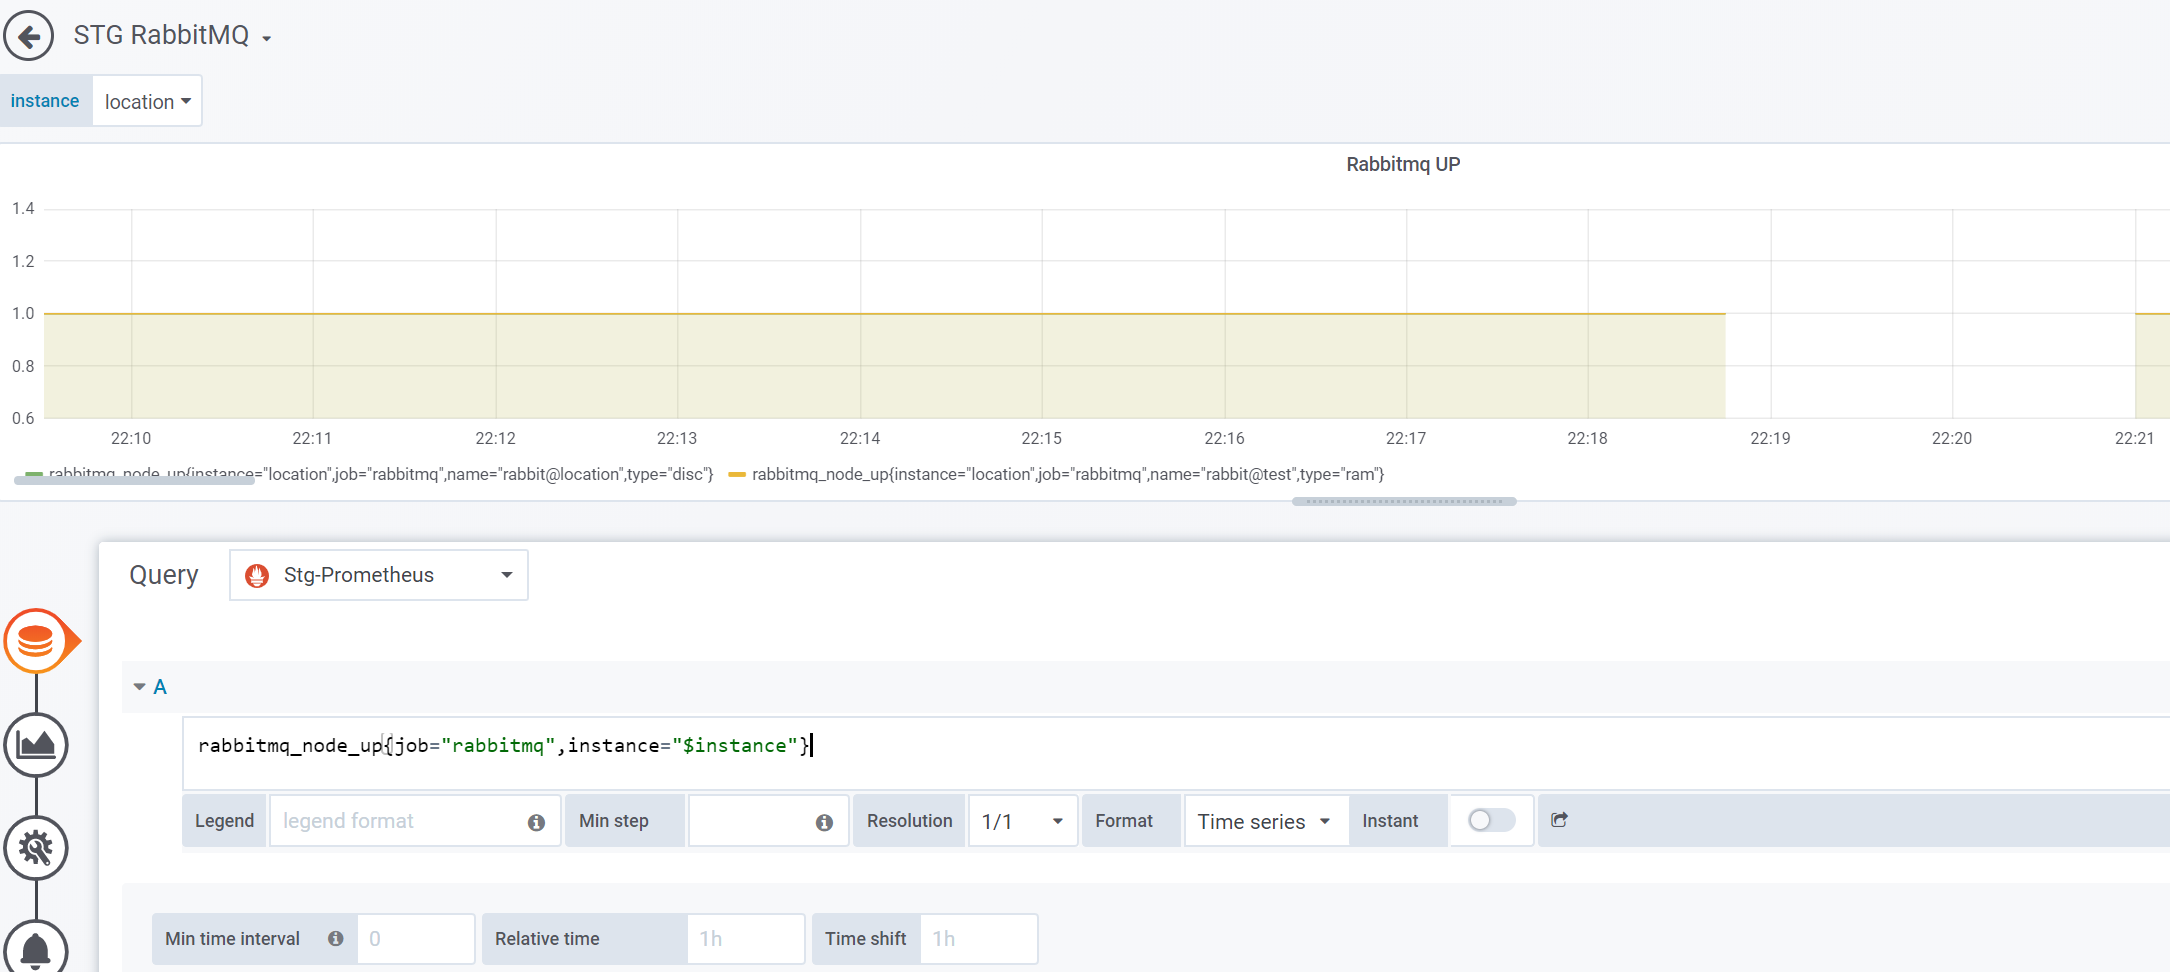 STG RabbitMQ
instance location
Rabbitmq UP
1.4
1.2
1.0
0.8
0.6
22:10 22:11 22:12 22:13 22:14 22:15 22:16 22:17 22:18 22:19 22:20 22:21
rabbitmq_node_up{instance="location",job="rabbitmq",name="rabbit@location",type="disc"} rabbitmq_node_up{instance="location",job="rabbitmq",name="rabbit@test",type="ram"}
Query Stg-Prometheus
A
rabbitmq_node_up{job="rabbitmq",instance="$instance"}
Legend legend format Min step Resolution 1/1 Format Time series Instant
Min time interval 0 Relative time 1h Time shift 1h